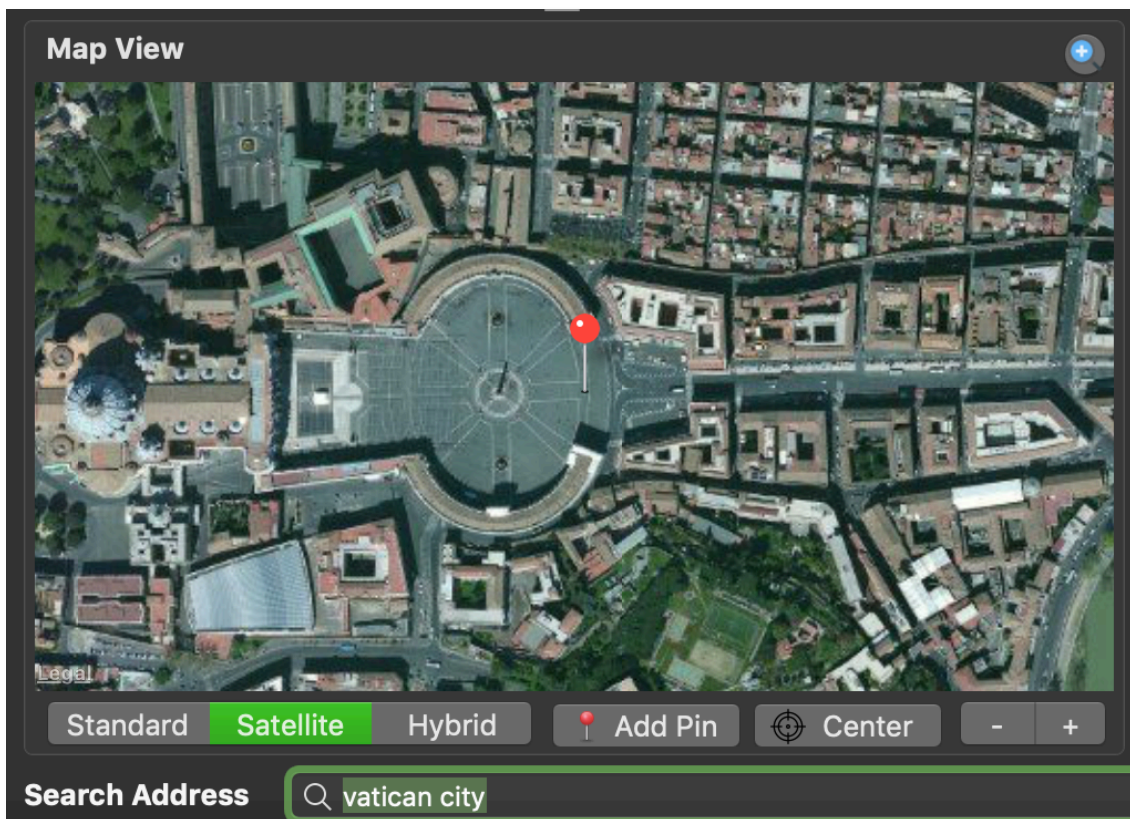 Map View
Legal
Standard Satellite Hybrid Add Pin Center - +
Search Address vatican city